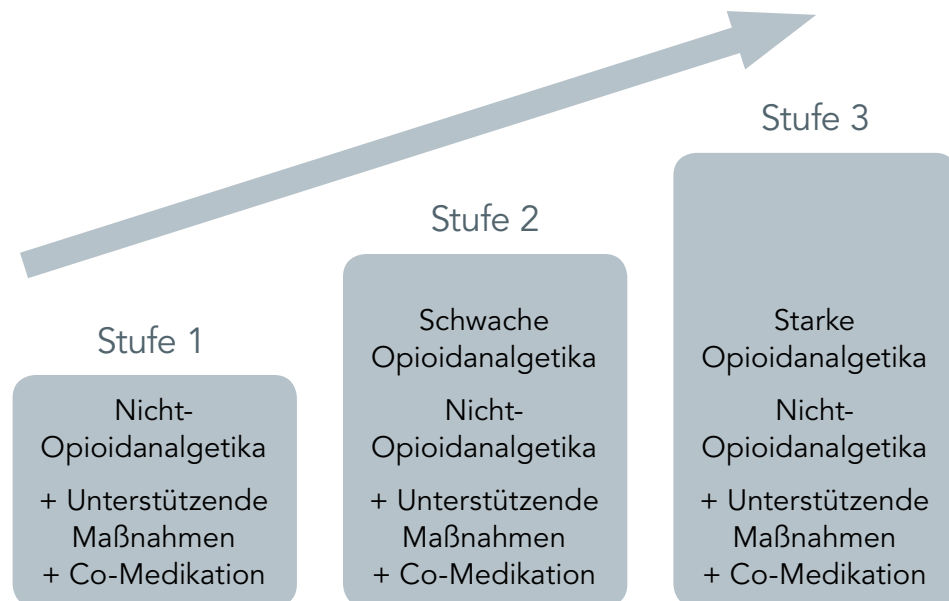 Stufe 1
Nicht-
Opioidanalgetika
+ Unterstützende
Maßnahmen
+ Co-Medikation
Stufe 2
Schwache
Opioidanalgetika
Nicht-
Opioidanalgetika
+ Unterstützende
Maßnahmen
+ Co-Medikation
Stufe 3
Starke
Opioidanalgetika
Nicht-
Opioidanalgetika
+ Unterstützende
Maßnahmen
+ Co-Medikation